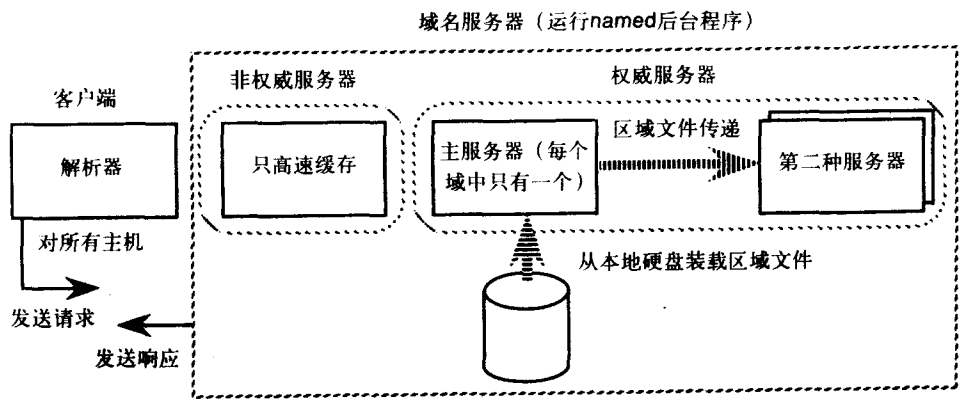 域名服务器（运行named后台程序）
非权威服务器
权威服务器
客户端
解析器
只高速缓存
主服务器（每个
域中只有一个）
区域文件传递
第二种服务器
对所有主机
从本地硬盘装载区域文件
发送请求
发送响应